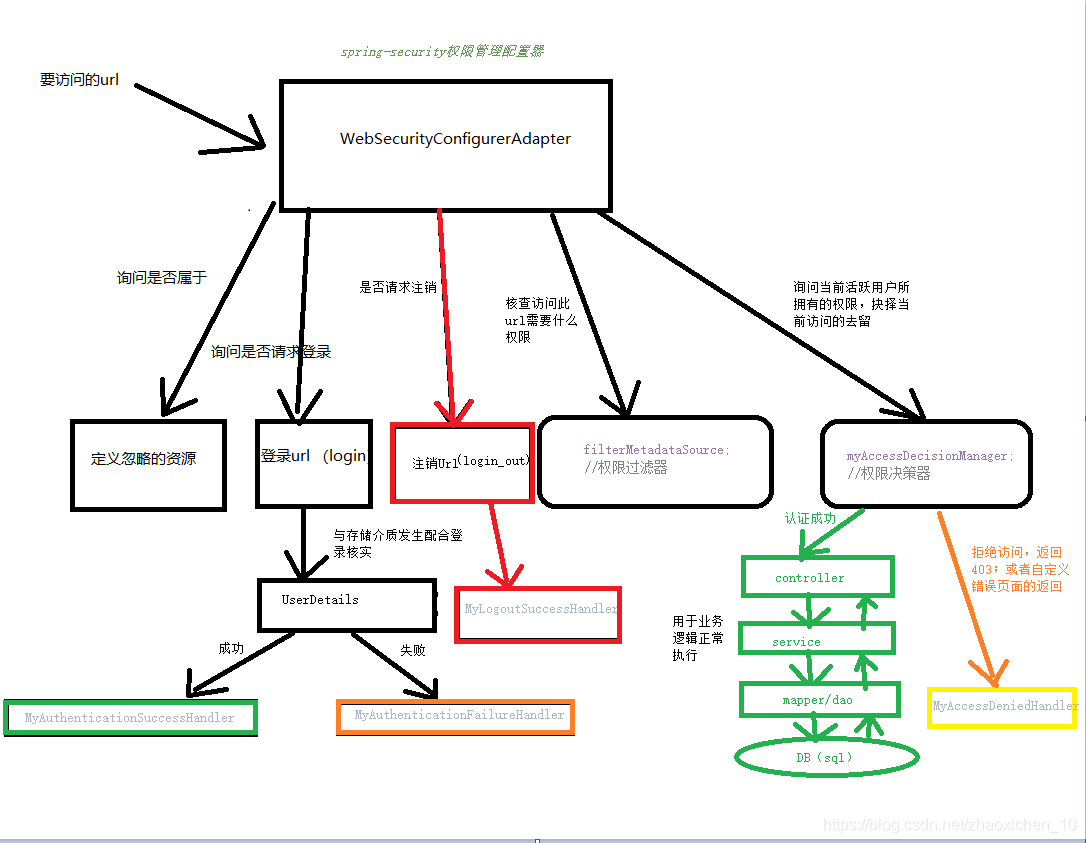 spring-security权限管理配置器
要访问的url
WebSecurityConfigurerAdapter
询问是否属于
询问是否请求登录
是否请求注销
核查访问此
url需要什么
权限
询问当前活跃用户所
拥有的权限，抉择当
前访问的去留
定义忽略的资源
登录url （login）
注销Url(login_out)
filterMetadataSource;
//权限过滤器
myAccessDecisionManager;
//权限决策器
与存储介质发生配合登
录核实
认证成功
拒绝访问，返回
403；或者自定义
错误页面的返回
UserDetails
MyLogoutSuccessHandler
controller
用于业务
逻辑正常
执行
service
成功
失败
mapper/dao
MyAuthenticationSuccessHandler
MyAuthenticationFailureHandler
MyAccessDeniedHandler
DB（sql）
https://blog.csdn.net/zhaoxichen_10